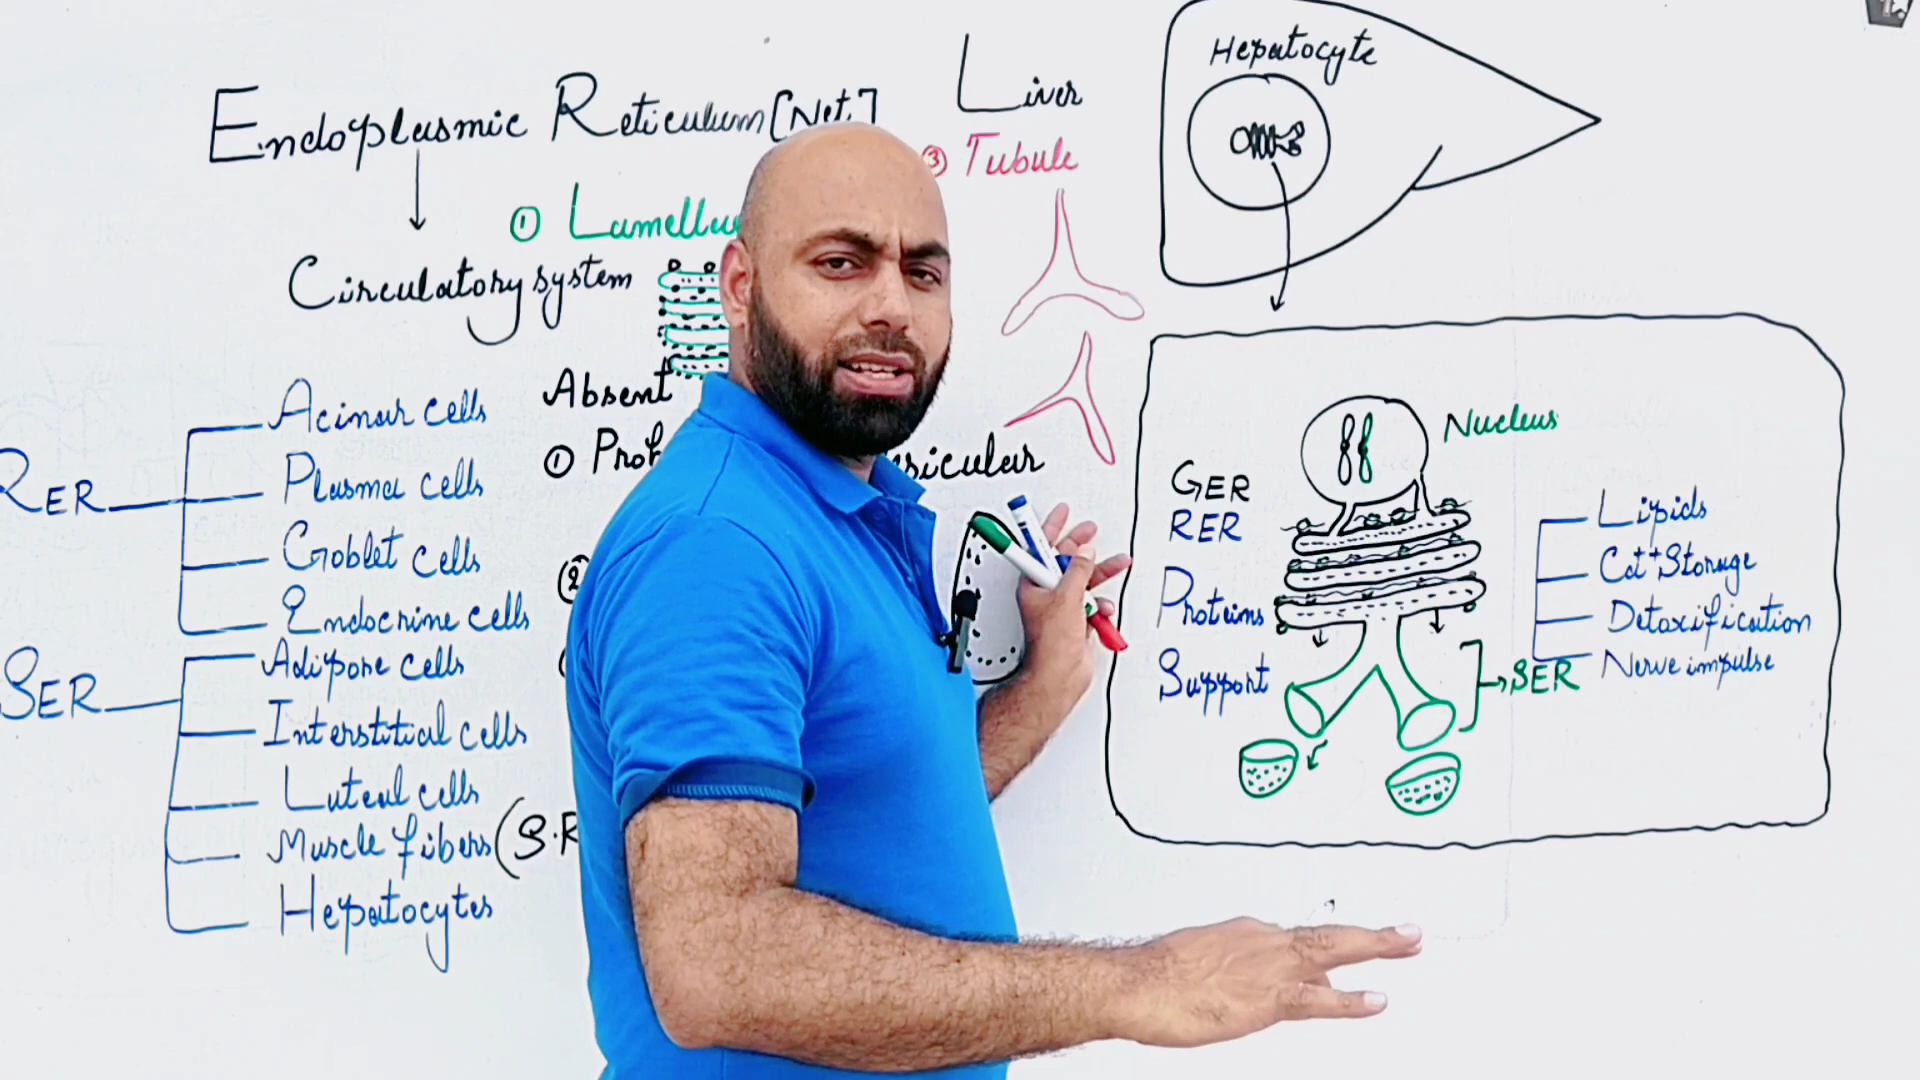 Endoplasmic Reticulum [Net]
Circulatory system
① Lamellae
Absent
①
②
RER
Acinar cells
Plasma cells
Goblet cells
Endocrine cells
SER
Adipose cells
Interstitial cells
Luteal cells
Muscle fibers (S.R
Hepatocytes
Liver
③ Tubule
sicular
Hepatocyte
Nucleus
GER
RER
Proteins
Support
SER
Lipids
Storage
Detoxification
Nerve impulse